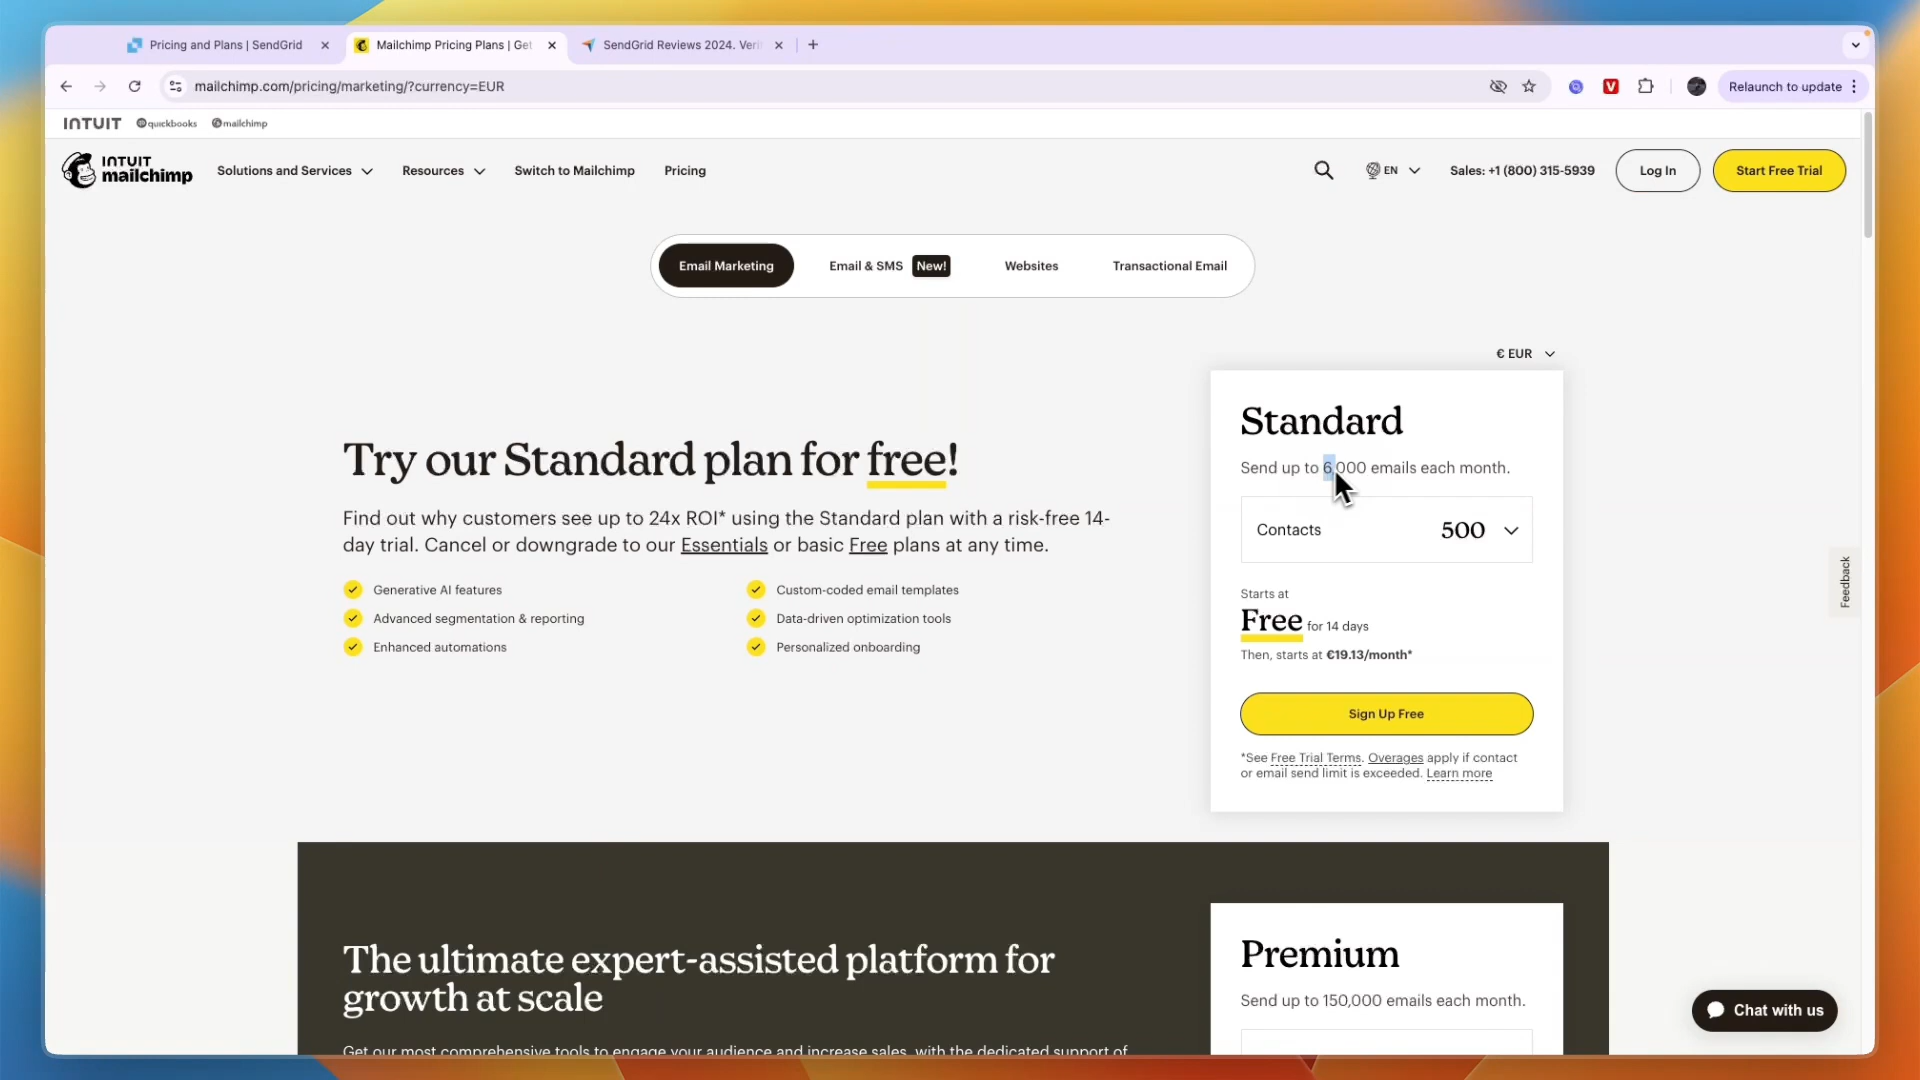 Pricing and Plans | SendGrid
Mailchimp Pricing Plans | Get
SendGrid Reviews 2024. Veri
mailchimp.com/pricing/marketing/?currency=EUR
Relaunch to update
INTUIT quickbooks mailchimp
INTUIT
mailchimp
Solutions and Services
Resources
Switch to Mailchimp
Pricing
EN
Sales: +1 (800) 315-5939
Log In
Start Free Trial
Email Marketing
Email & SMS New!
Websites
Transactional Email
€ EUR
Try our Standard plan for free!
Find out why customers see up to 24x ROI* using the Standard plan with a risk-free 14-
day trial. Cancel or downgrade to our Essentials or basic Free plans at any time.
Generative AI features
Custom-coded email templates
Advanced segmentation & reporting
Data-driven optimization tools
Enhanced automations
Personalized onboarding
Standard
Send up to 6,000 emails each month.
Contacts 500
Starts at
Free for 14 days
Then, starts at €19.13/month*
Sign Up Free
*See Free Trial Terms. Overages apply if contact
or email send limit is exceeded. Learn more
Feedback
The ultimate expert-assisted platform for
growth at scale
Get our most comprehensive tools to engage your audience and increase sales, with the dedicated support of
Premium
Send up to 150,000 emails each month.
Chat with us